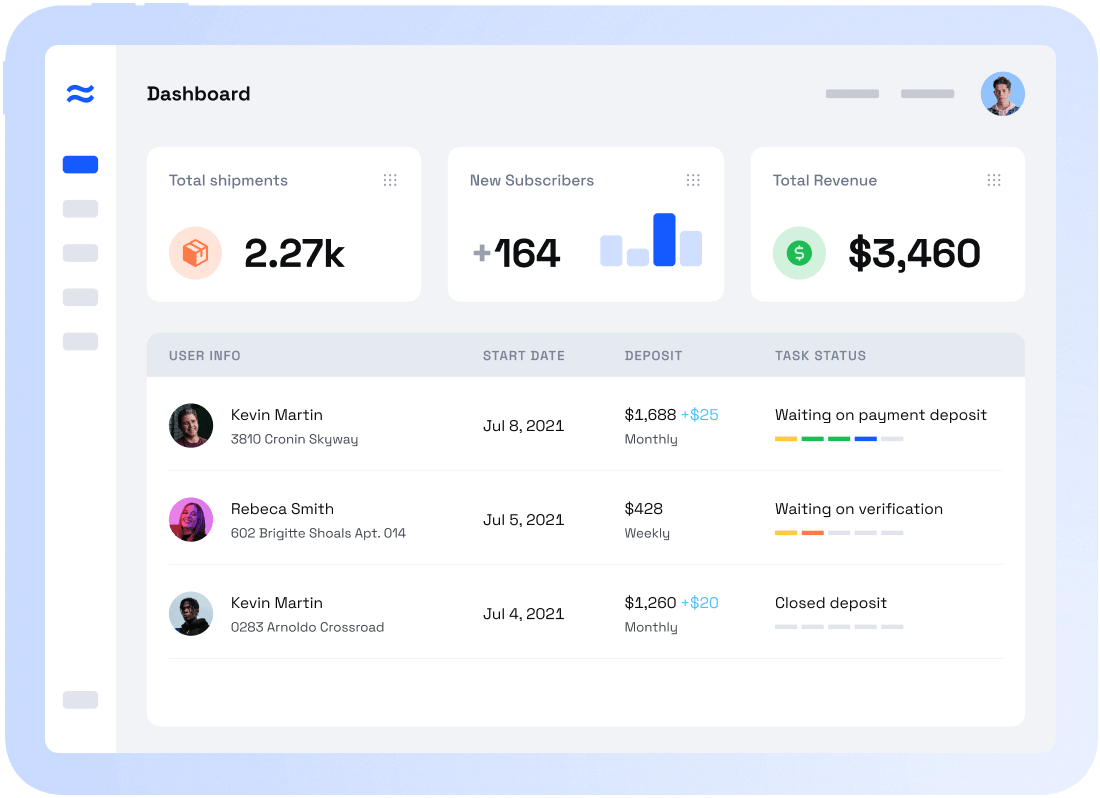 Dashboard
Total shipments
2.27k
New Subscribers
+164
Total Revenue
$3,460
USER INFO START DATE DEPOSIT TASK STATUS
Kevin Martin
3810 Cronin Skyway
Jul 8, 2021
$1,688 +$25
Monthly
Waiting on payment deposit
Rebeca Smith
602 Brigitte Shoals Apt. 014
Jul 5, 2021
$428
Weekly
Waiting on verification
Kevin Martin
0283 Arnoldo Crossroad
Jul 4, 2021
$1,260 +$20
Monthly
Closed deposit